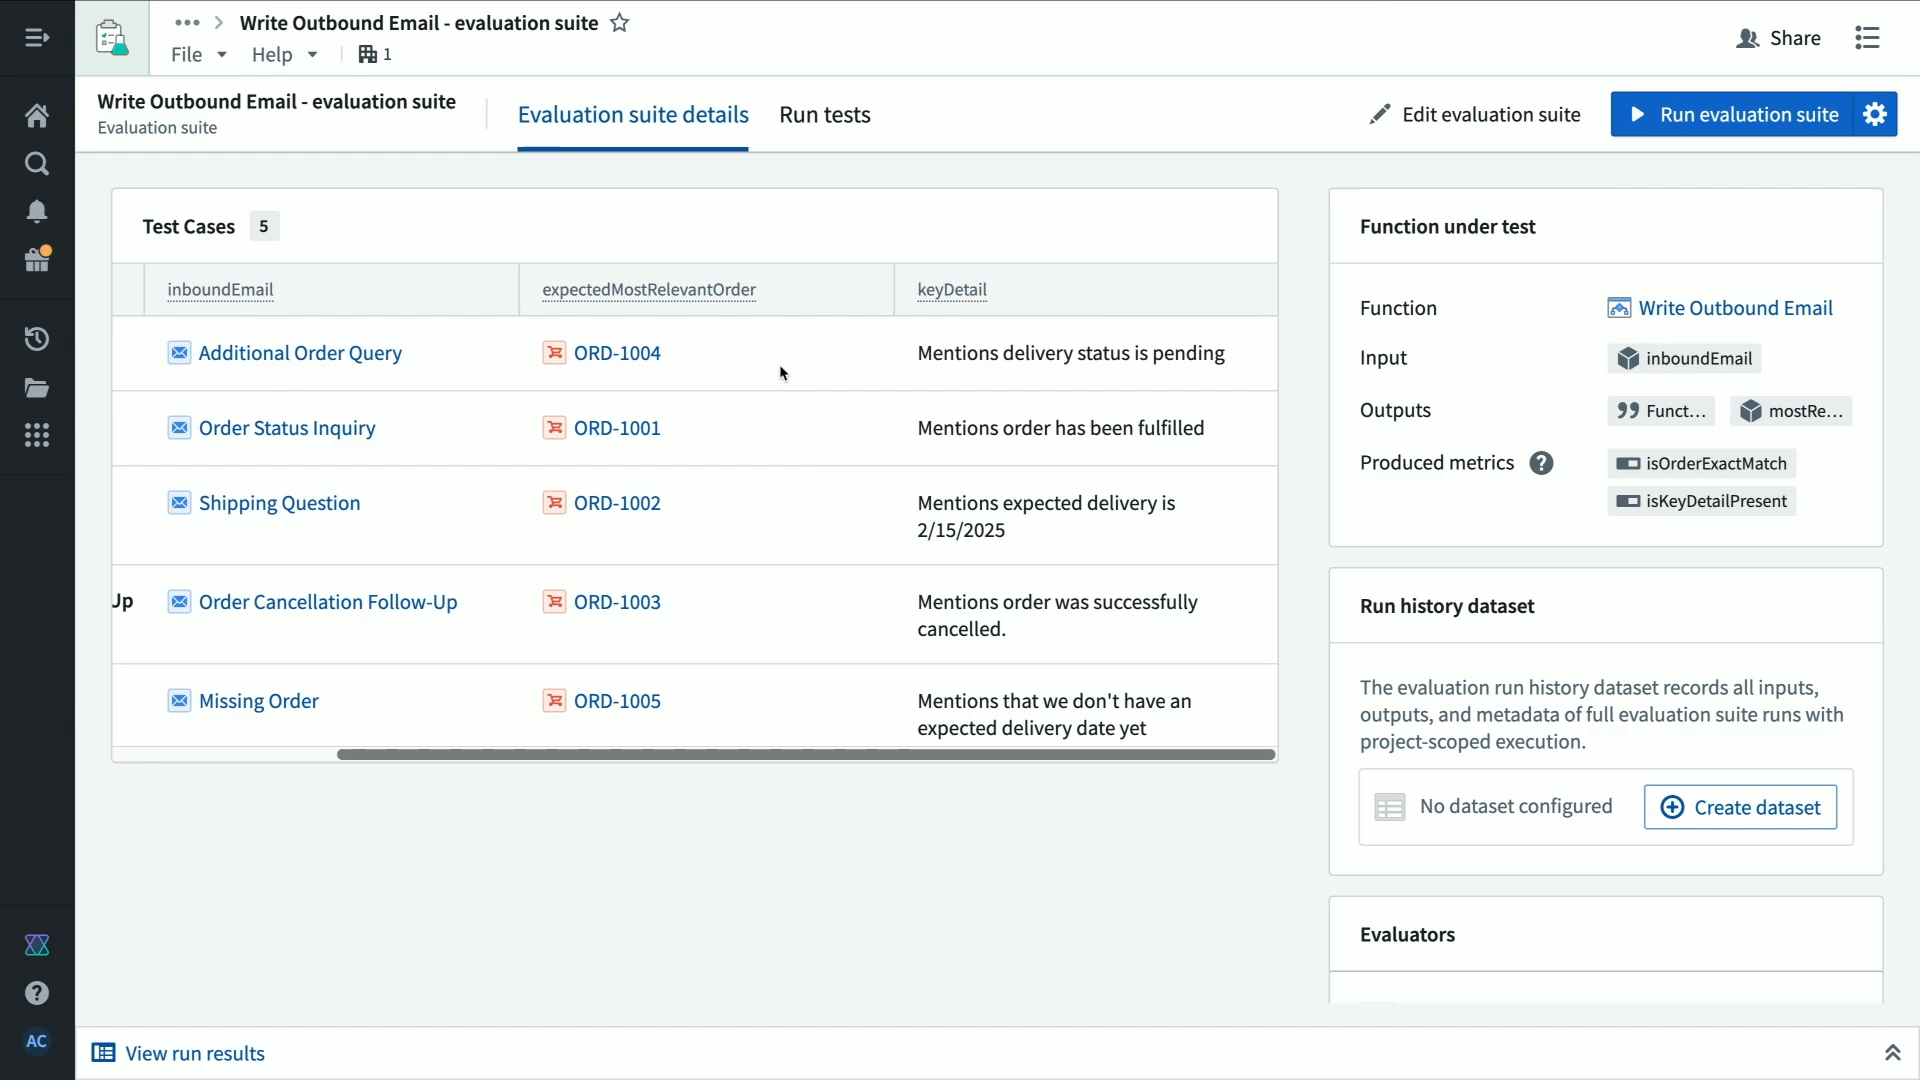 Write Outbound Email - evaluation suite
File
Help
1
Share
Write Outbound Email - evaluation suite
Evaluation suite
Evaluation suite details
Run tests
Edit evaluation suite
Run evaluation suite
Test Cases 5
inboundEmail
expectedMostRelevantOrder
keyDetail
Additional Order Query
ORD-1004
Mentions delivery status is pending
Order Status Inquiry
ORD-1001
Mentions order has been fulfilled
Shipping Question
ORD-1002
Mentions expected delivery is
2/15/2025
Up
Order Cancellation Follow-Up
ORD-1003
Mentions order was successfully
cancelled.
Missing Order
ORD-1005
Mentions that we don't have an
expected delivery date yet
Function under test
Function
Write Outbound Email
Input
inboundEmail
Outputs
Funct...
mostRe...
Produced metrics
isOrderExactMatch
isKeyDetailPresent
Run history dataset
The evaluation run history dataset records all inputs,
outputs, and metadata of full evaluation suite runs with
project-scoped execution.
No dataset configured
Create dataset
Evaluators
AC
View run results